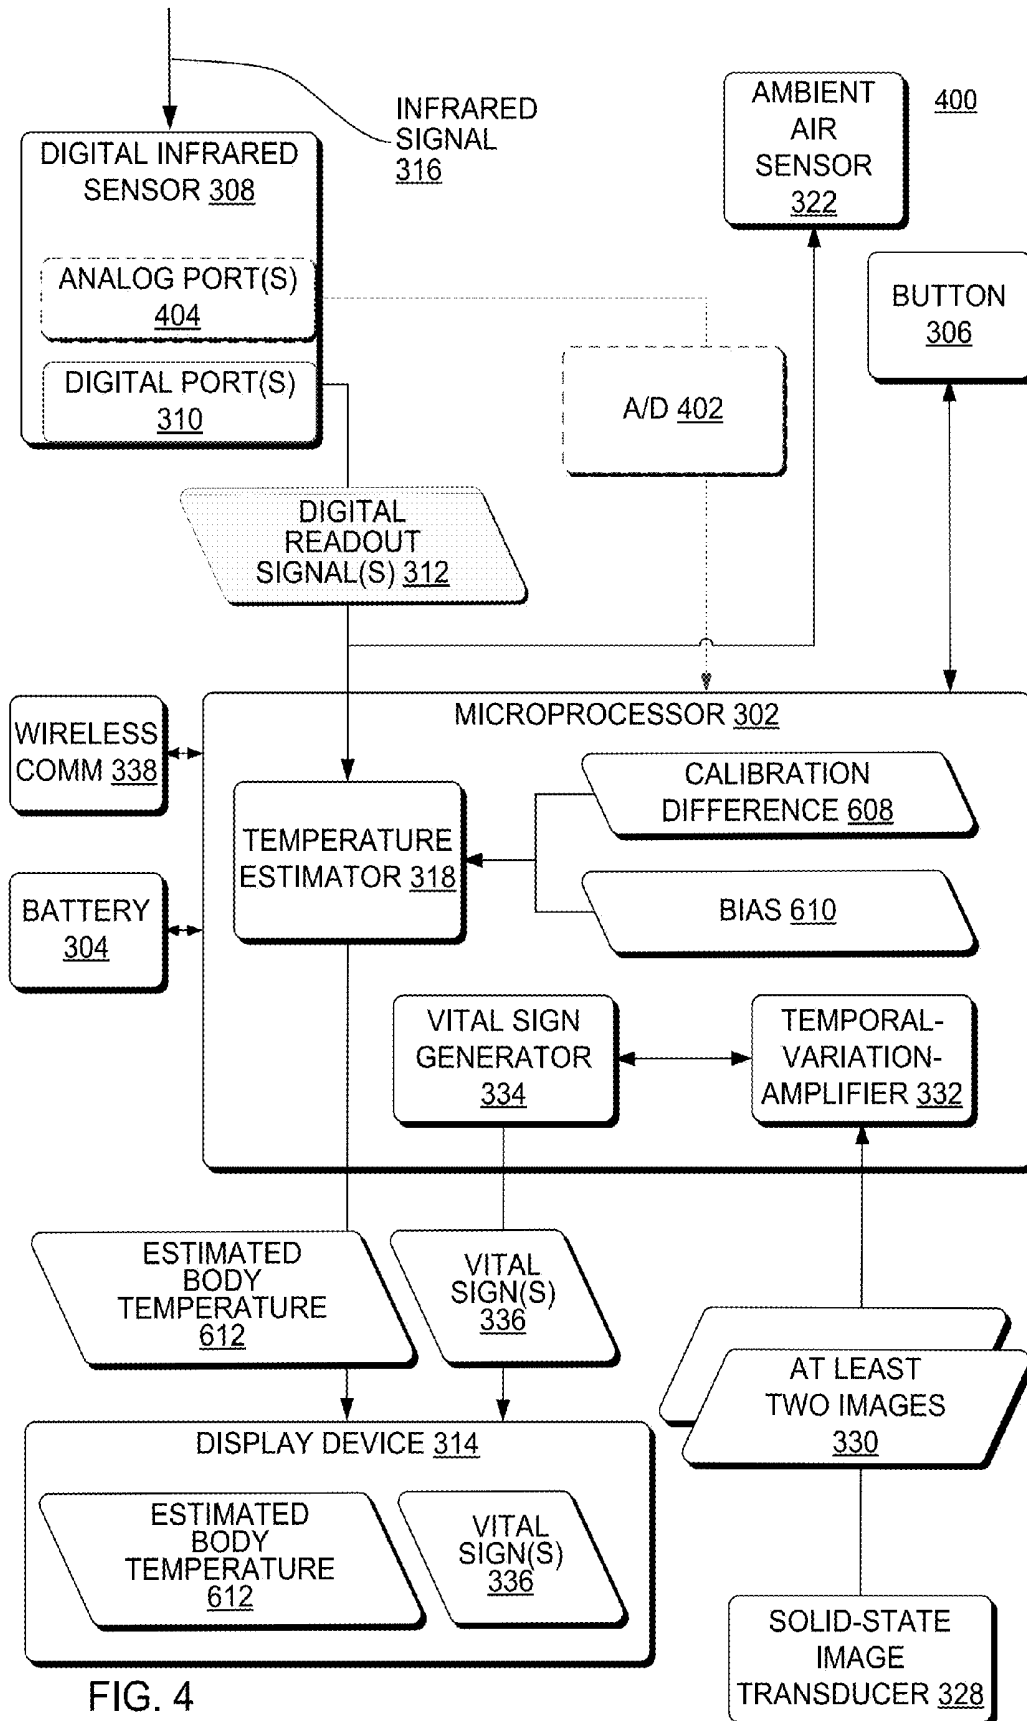 INFRARED
SIGNAL
316
AMBIENT
AIR
SENSOR
322
400
DIGITAL INFRARED
SENSOR 308
ANALOG PORT(S)
404
DIGITAL PORT(S)
310
A/D 402
BUTTON
306
DIGITAL
READOUT
SIGNAL(S) 312
MICROPROCESSOR 302
WIRELESS
COMM 338
BATTERY
304
TEMPERATURE
ESTIMATOR 318
CALIBRATION
DIFFERENCE 608
BIAS 610
VITAL SIGN
GENERATOR
334
TEMPORAL-
VARIATION-
AMPLIFIER 332
ESTIMATED
BODY
TEMPERATURE
612
VITAL
SIGN(S)
336
AT LEAST
TWO IMAGES
330
DISPLAY DEVICE 314
ESTIMATED
BODY
TEMPERATURE
612
VITAL
SIGN(S)
336
SOLID-STATE
IMAGE
TRANSDUCER 328
FIG. 4